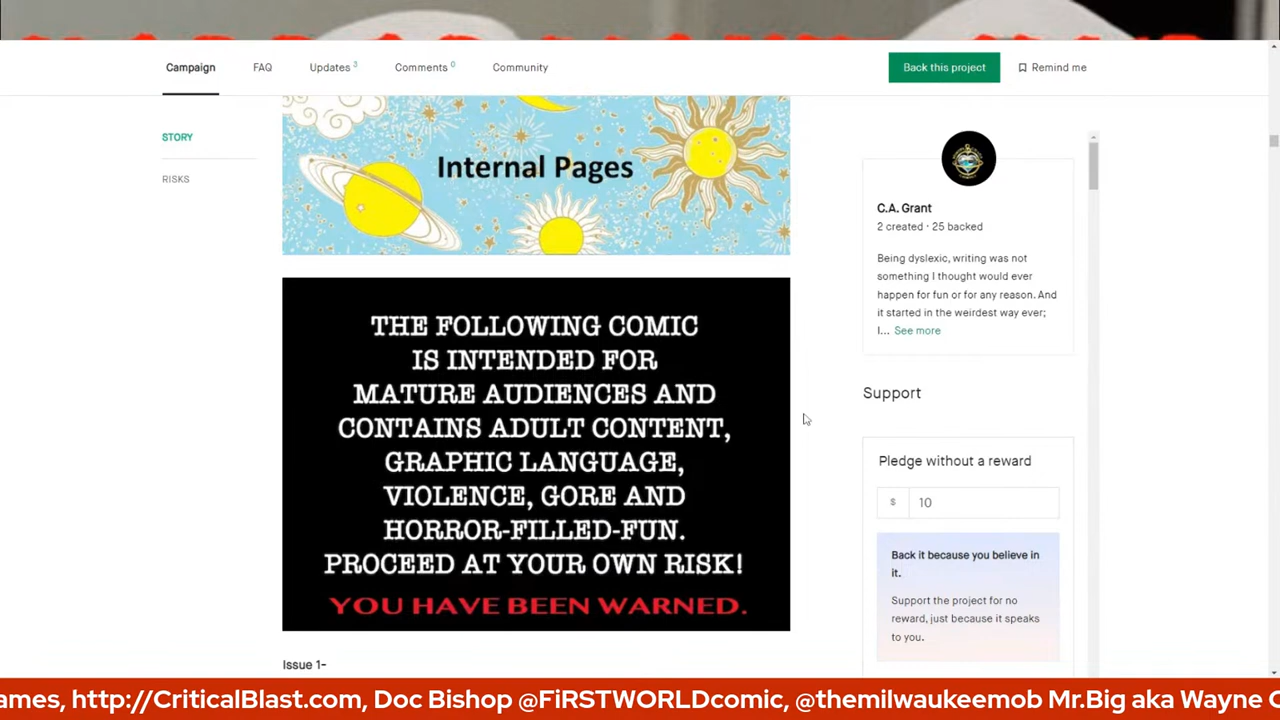 Campaign FAQ Updates 3 Comments 0 Community Back this project Remind me
STORY
RISKS
Internal Pages
THE FOLLOWING COMIC
IS INTENDED FOR
MATURE AUDIENCES AND
CONTAINS ADULT CONTENT,
GRAPHIC LANGUAGE,
VIOLENCE, GORE AND
HORROR-FILLED-FUN.
PROCEED AT YOUR OWN RISK!
YOU HAVE BEEN WARNED.
Issue 1-
C.A. Grant
2 created · 25 backed
Being dyslexic, writing was not
something I thought would ever
happen for fun or for any reason. And
it started in the weirdest way ever;
I... See more
Support
Pledge without a reward
$ 10
Back it because you believe in
it.
Support the project for no
reward, just because it speaks
to you.
ames, http://CriticalBlast.com, Doc Bishop @FiRSTWORLDcomic, @themilwaukeemob Mr.Big aka Wayne